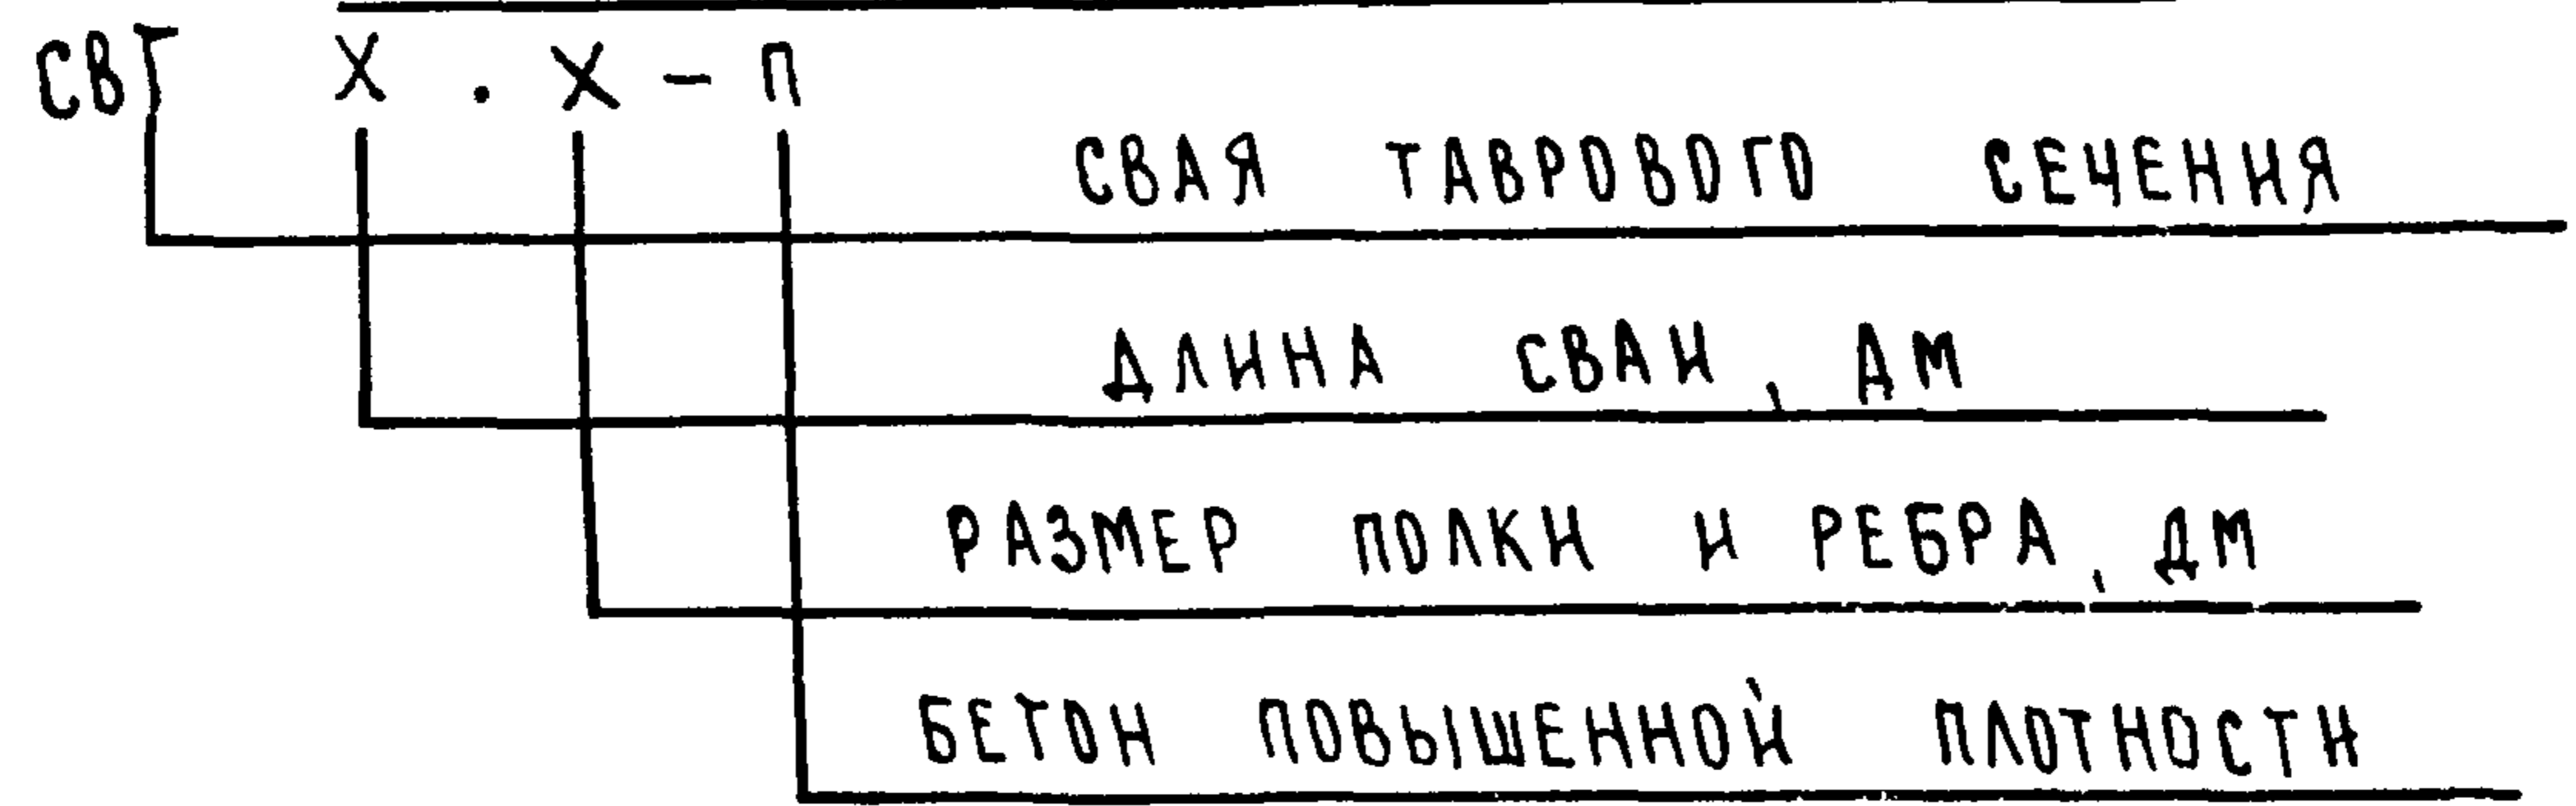 СВТ Х . Х – П
СВАЯ ТАВРОВОГО СЕЧЕНИЯ
ДЛИНА СВАИ, ДМ
РАЗМЕР ПОЛКИ И РЕБРА, ДМ
БЕТОН ПОВЫШЕННОЙ ПЛОТНОСТИ